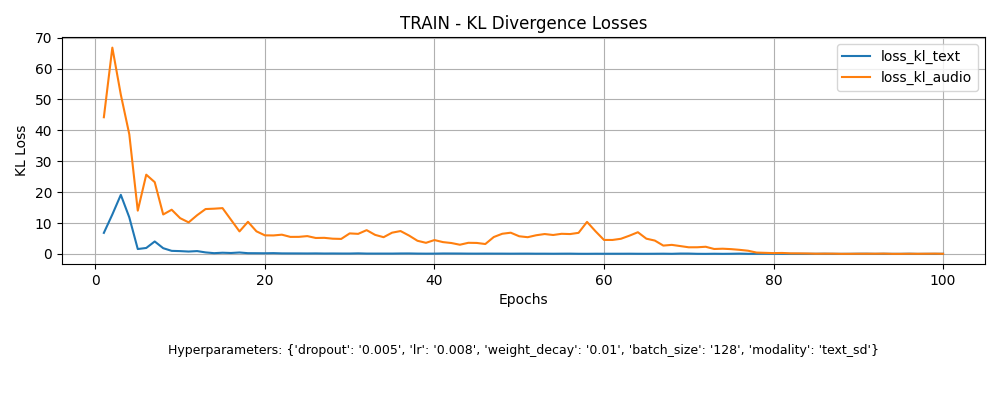 TRAIN - KL Divergence Losses
KL Loss
70
60
50
40
30
20
10
0
loss_kl_text
loss_kl_audio
0 20 40 60 80 100
Epochs
Hyperparameters: {'dropout': '0.005', 'lr': '0.008', 'weight_decay': '0.01', 'batch_size': '128', 'modality': 'text_sd'}